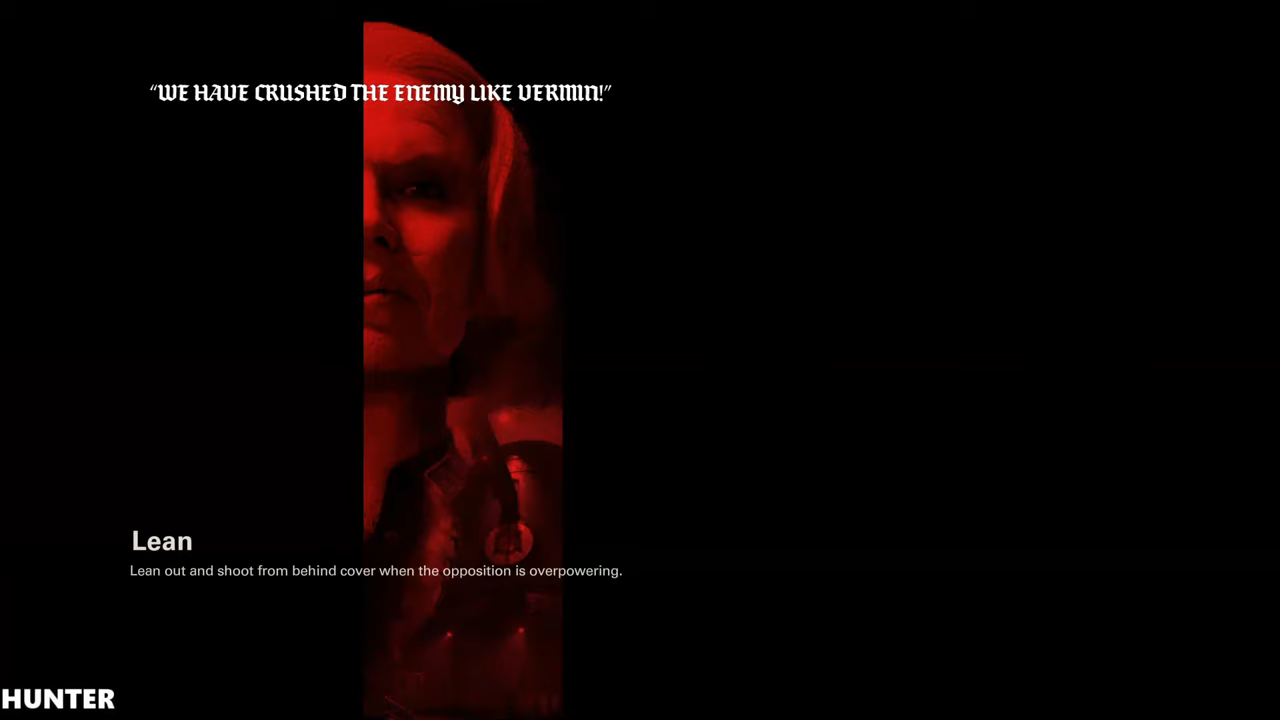 “WE HAVE CRUSHED THE ENEMY LIKE VERMIN!”
Lean
Lean out and shoot from behind cover when the opposition is overpowering.
HUNTER